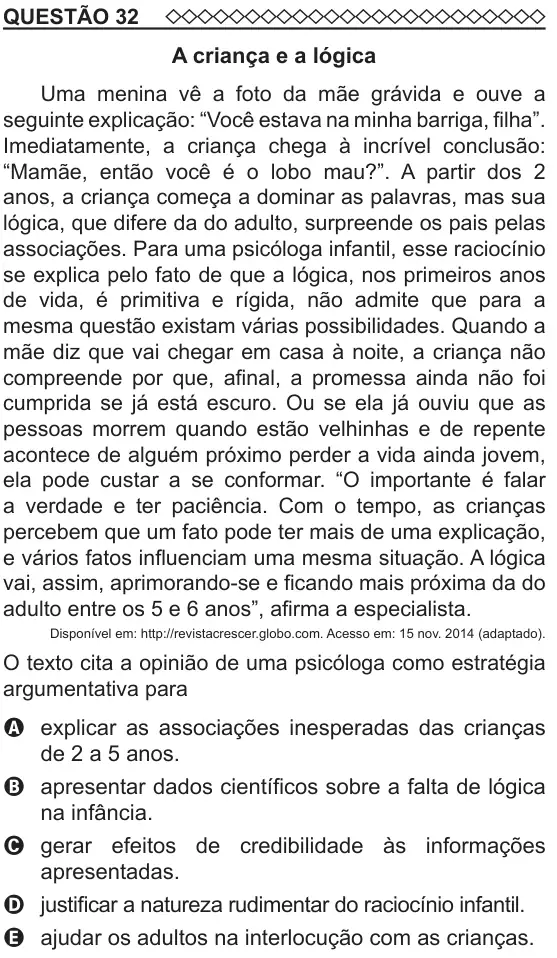 QUESTÃO 32
A criança e a lógica
Uma menina vê a foto da mãe grávida e ouve a
seguinte explicação: “Você estava na minha barriga, filha”.
Imediatamente, a criança chega à incrível conclusão:
“Mamãe, então você é o lobo mau?”. A partir dos 2
anos, a criança começa a dominar as palavras, mas sua
lógica, que difere da do adulto, surpreende os pais pelas
associações. Para uma psicóloga infantil, esse raciocínio
se explica pelo fato de que a lógica, nos primeiros anos
de vida, é primitiva e rígida, não admite que para a
mesma questão existam várias possibilidades. Quando a
mãe diz que vai chegar em casa à noite, a criança não
compreende por que, afinal, a promessa ainda não foi
cumprida se já está escuro. Ou se ela já ouviu que as
pessoas morrem quando estão velhinhas e de repente
acontece de alguém próximo perder a vida ainda jovem,
ela pode custar a se conformar. “O importante é falar
a verdade e ter paciência. Com o tempo, as crianças
percebem que um fato pode ter mais de uma explicação,
e vários fatos influenciam uma mesma situação. A lógica
vai, assim, aprimorando-se e ficando mais próxima da do
adulto entre os 5 e 6 anos”, afirma a especialista.
Disponível em: http://revistacrescer.globo.com. Acesso em: 15 nov. 2014 (adaptado).
O texto cita a opinião de uma psicóloga como estratégia
argumentativa para
A explicar as associações inesperadas das crianças
de 2 a 5 anos.
B apresentar dados científicos sobre a falta de lógica
na infância.
C gerar efeitos de credibilidade às informações
apresentadas.
D justificar a natureza rudimentar do raciocínio infantil.
E ajudar os adultos na interlocução com as crianças.